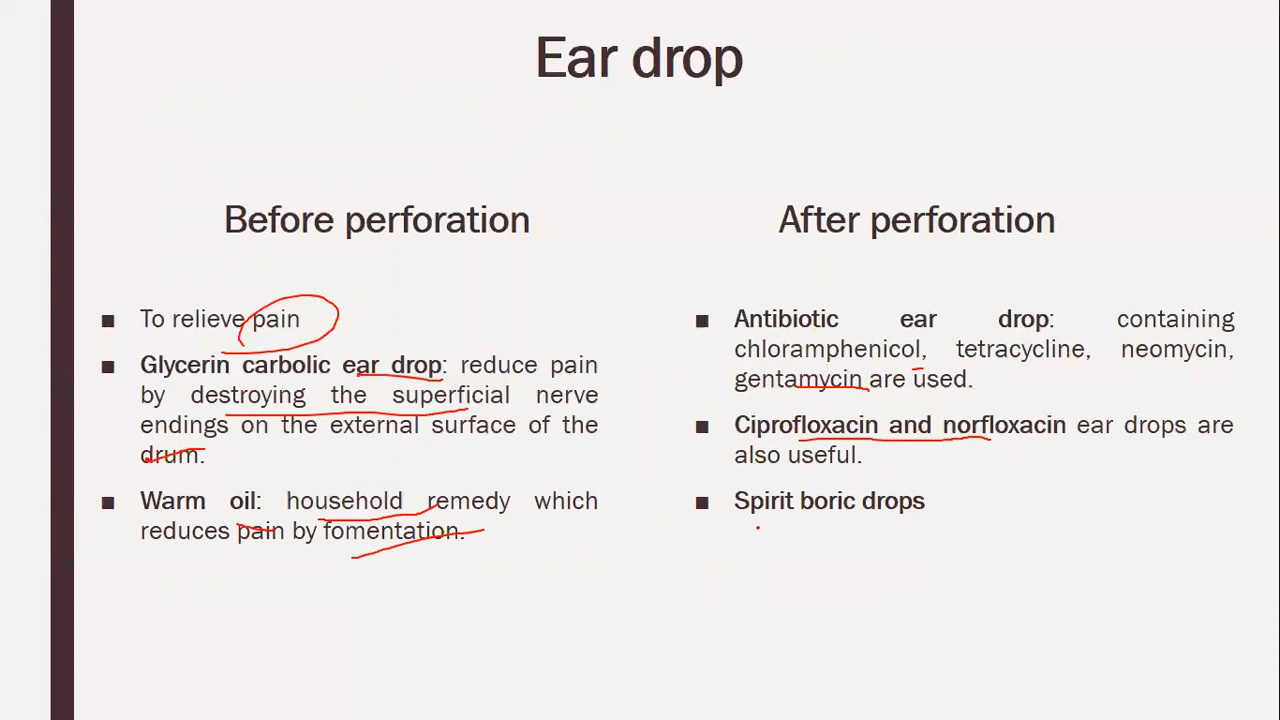 Ear drop
Before perforation
■ To relieve pain
■ Glycerin carbolic ear drop: reduce pain
by destroying the superficial nerve
endings on the external surface of the
drum.
■ Warm oil: household remedy which
reduces pain by fomentation.
After perforation
■ Antibiotic ear drop: containing
chloramphenicol, tetracycline, neomycin,
gentamycin are used.
■ Ciprofloxacin and norfloxacin ear drops are
also useful.
■ Spirit boric drops